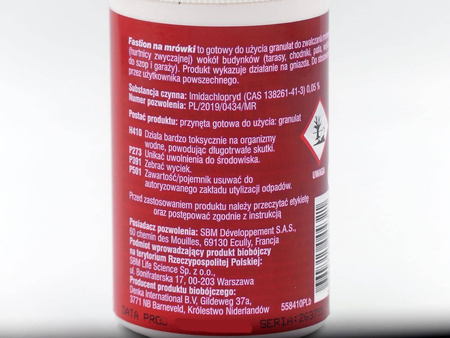 Fastion na mrówki to gotowy do użycia granulat do zwalczania
(hurtnicy zwyczajnej) wokół budynków (tarasy, chodniki,
do szop i garaży). Produkt wykazuje działanie na gniazda. Do
przez użytkownika powszechnego.
Substancja czynna: Imidachlopryd (CAS 138261-41-3) 0,05 %
Numer pozwolenia: PL/2019/0434/MR
Postać produktu: przynęta gotowa do użycia: granulat
H410 Działa bardzo toksycznie na organizmy
wodne, powodując długotrwałe skutki.
P273 Unikać uwolnienia do środowiska.
P391 Zebrać wyciek.
P501 Zawartość/pojemnik usuwać do
autoryzowanego zakładu utylizacji odpadów.
UWAGA
Przed zastosowaniem produktu należy przeczytać etykietę
oraz postępować zgodnie z instrukcją
Posiadacz pozwolenia: SBM Développement S.A.S.,
60 chemin des Mouilles, 69130 Ecully, Francja
Podmiot wprowadzający produkt biobójczy
na terytorium Rzeczypospolitej Polskiej:
SBM Life Science Sp. z o.o.,
ul. Bonifraterska 17, 00-203 Warszawa
Producent produktu biobójczego:
Denka International B.V. Gildeweg 37a,
3771 NB Barneveld, Królestwo Niderlandów
558410PLb
DATA PROD
SERIA: